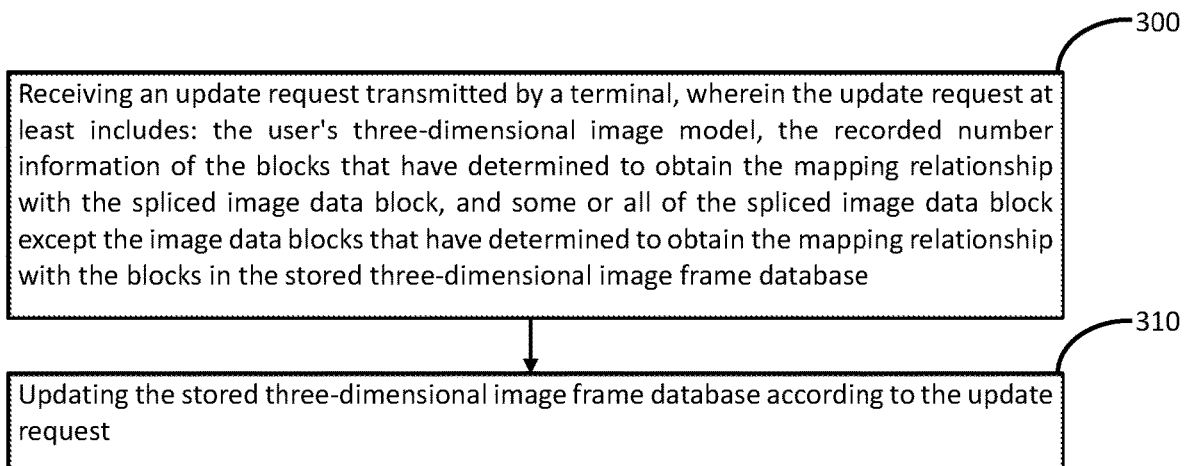 300
Receiving an update request transmitted by a terminal, wherein the update request at
least includes: the user's three-dimensional image model, the recorded number
information of the blocks that have determined to obtain the mapping relationship
with the spliced image data block, and some or all of the spliced image data block
except the image data blocks that have determined to obtain the mapping relationship
with the blocks in the stored three-dimensional image frame database
310
Updating the stored three-dimensional image frame database according to the update
request